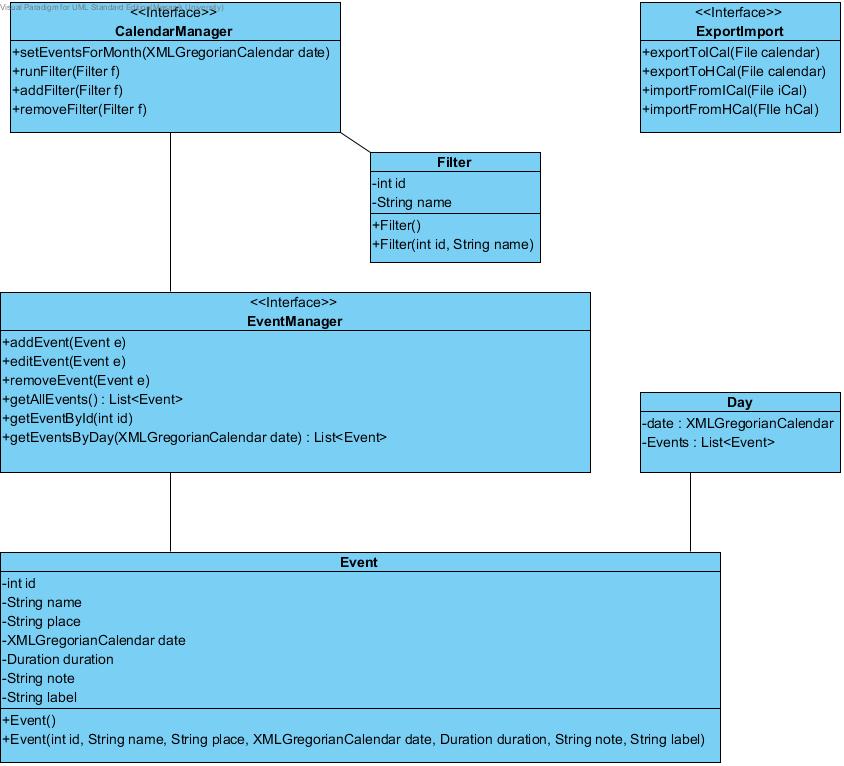 Visual Paradigm for UML Standard Edition(Masaryk University)
<<Interface>>
CalendarManager
+setEventsForMonth(XMLGregorianCalendar date)
+runFilter(Filter f)
+addFilter(Filter f)
+removeFilter(Filter f)
<<Interface>>
ExportImport
+exportToICal(File calendar)
+exportToHCal(File calendar)
+importFromICal(File iCal)
+importFromHCal(FIle hCal)
Filter
-int id
-String name
+Filter()
+Filter(int id, String name)
<<Interface>>
EventManager
+addEvent(Event e)
+editEvent(Event e)
+removeEvent(Event e)
+getAllEvents() : List<Event>
+getEventById(int id)
+getEventsByDay(XMLGregorianCalendar date) : List<Event>
Day
-date : XMLGregorianCalendar
-Events : List<Event>
Event
-int id
-String name
-String place
-XMLGregorianCalendar date
-Duration duration
-String note
-String label
+Event()
+Event(int id, String name, String place, XMLGregorianCalendar date, Duration duration, String note, String label)